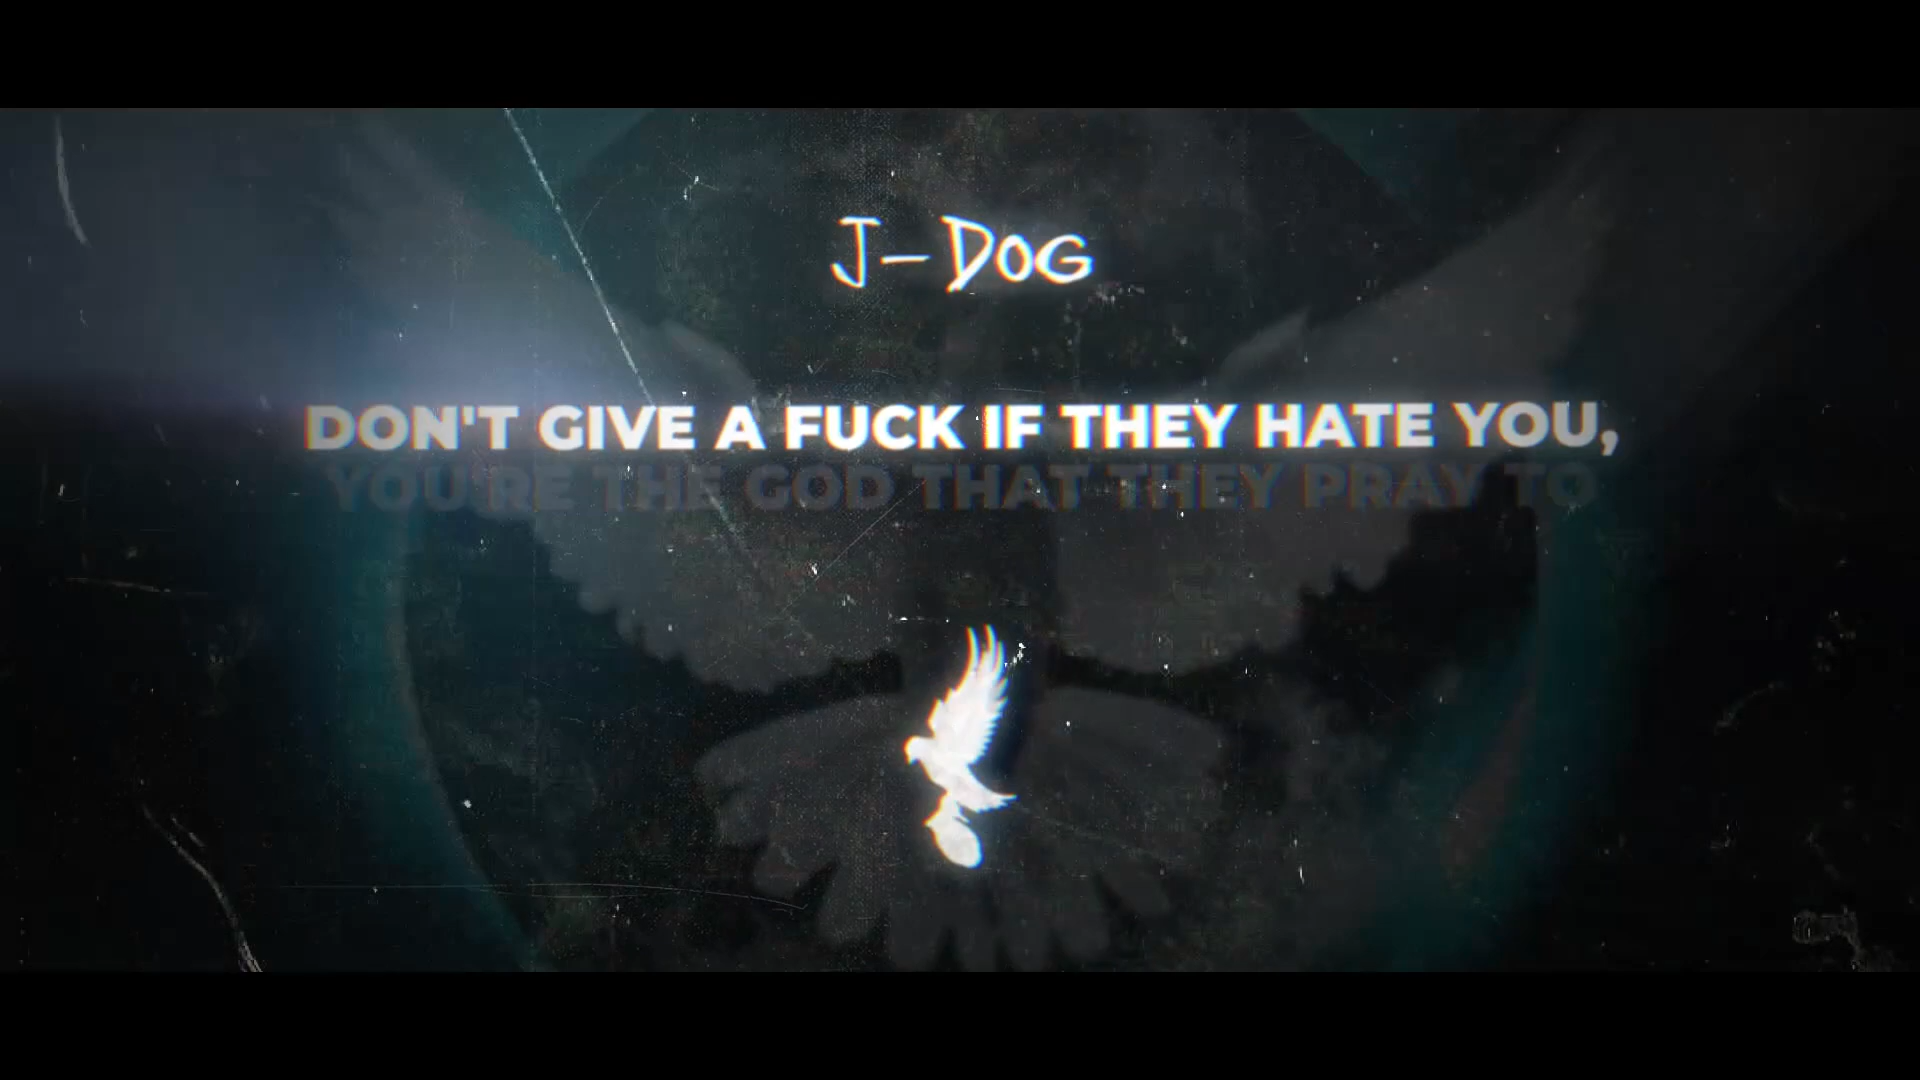 J-DOG
DON'T GIVE A FUCK IF THEY HATE YOU,
YOU'RE THE GOD THAT THEY PRAY TO